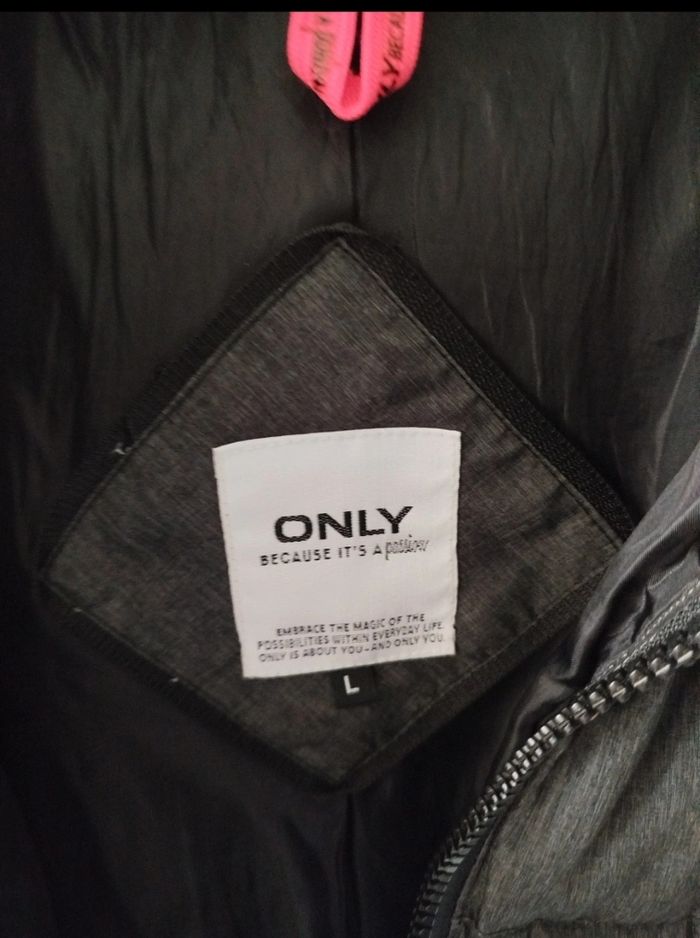 BECAUSE
ONLY
BECAUSE IT'S A passion
EMBRACE THE MAGIC OF THE
POSSIBILITIES WITHIN EVERYDAY LIFE.
ONLY IS ABOUT YOU-AND ONLY YOU.
L